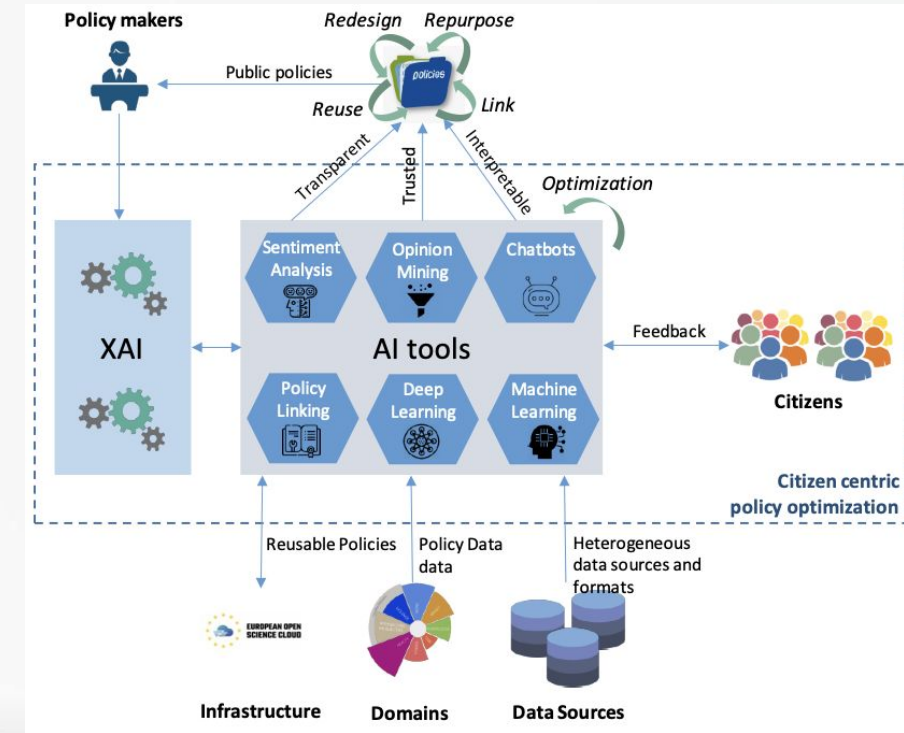 Policy makers
Redesign
Repurpose
Public policies
policies
Reuse
Link
Transparent
Trusted
Interpretable
Optimization
Sentiment
Analysis
Opinion
Mining
Chatbots
XAI
AI tools
Feedback
Policy
Linking
Deep
Learning
Machine
Learning
Citizens
Citizen centric
policy optimization
Reusable Policies
Policy Data
data
Heterogeneous
data sources and
formats
EUROPEAN OPEN
SCIENCE CLOUD
Infrastructure
Domains
Data Sources